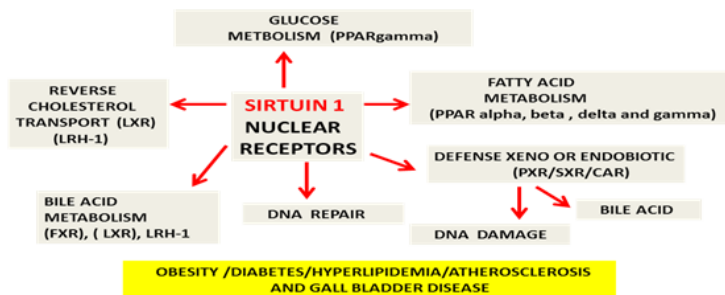 GLUCOSE
METBOLISM (PPARgamma)
REVERSE
CHOLESTEROL
TRANSPORT (LXR)
(LRH-1)
SIRTUIN 1
NUCLEAR
RECEPTORS
FATTY ACID
METABOLISM
(PPAR alpha, beta , delta and gamma)
DEFENSE XENO OR ENDOBIOTIC
(PXR/SXR/CAR)
BILE ACID
METABOLISM
(FXR), ( LXR), LRH-1
DNA REPAIR
BILE ACID
DNA DAMAGE
OBESITY /DIABETES/HYPERLIPIDEMIA/ATHEROSCLEROSIS
AND GALL BLADDER DISEASE